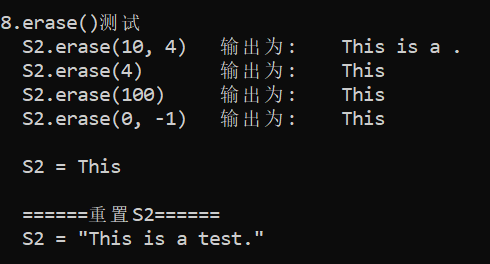 8.erase()测试
S2.erase(10, 4) 输出为: This is a .
S2.erase(4) 输出为: This
S2.erase(100) 输出为: This
S2.erase(0, -1) 输出为: This
S2 = This
======重置S2======
S2 = "This is a test."